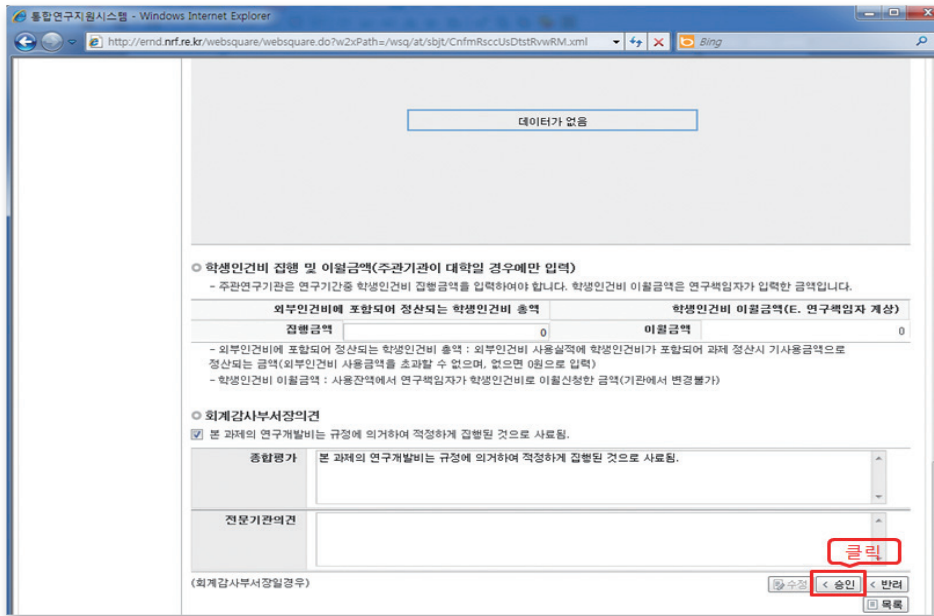 통합연구지원시스템 - Windows Internet Explorer
http://ernd.nrf.re.kr/websquare/websquare.do?w2xPath=/wsq/at/sbjt/CnfmRsccUsDtstRvwRM.xml
Bing
데이터가 없음
학생인건비 집행 및 이월금액(주관기관이 대학일 경우에만 입력)
- 주관연구기관은 연구기간중 학생인건비 집행금액을 입력하여야 합니다. 학생인건비 이월금액은 연구책임자가 입력한 금액입니다.
외부인건비에 포함되어 정산되는 학생인건비 총액 학생인건비 이월금액(E. 연구책임자 계상)
집행금액 0 이월금액 0
- 외부인건비에 포함되어 정산되는 학생인건비 총액 : 외부인건비 사용실적에 학생인건비가 포함되어 과제 정산시 기사용금액으로
정산되는 금액(외부인건비 사용금액을 초과할 수 없으며, 없으면 0원으로 입력)
- 학생인건비 이월금액 : 사용잔액에서 연구책임자가 학생인건비로 이월신청한 금액(기관에서 변경불가)
회계감사부서장의견
본 과제의 연구개발비는 규정에 의거하여 적정하게 집행된 것으로 사료됨.
종합평가 본 과제의 연구개발비는 규정에 의거하여 적정하게 집행된 것으로 사료됨.
전문기관의견
클릭
(회계감사부서장일경우) 수정 < 승인 < 반려
목록